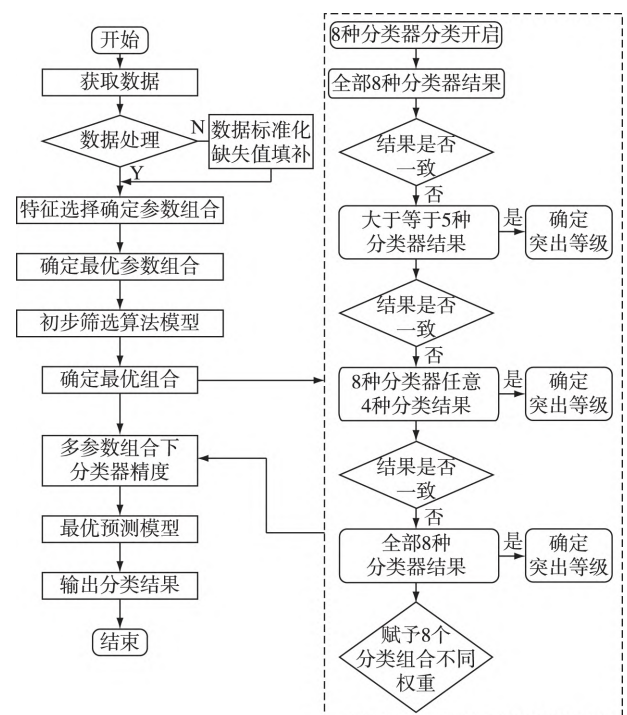 开始
获取数据
数据处理
N
数据标准化
缺失值填补
Y
特征选择确定参数组合
确定最优参数组合
初步筛选算法模型
确定最优组合
多参数组合下
分类器精度
最优预测模型
输出分类结果
结束
8种分类器分类开启
全部8种分类器结果
结果是否
一致
否
大于等于5种
分类器结果
是
确定
突出等级
结果是否
一致
否
8种分类器任意
4种分类结果
是
确定
突出等级
结果是否
一致
否
全部8种
分类器结果
是
确定
突出等级
赋予8个
分类组合不同
权重